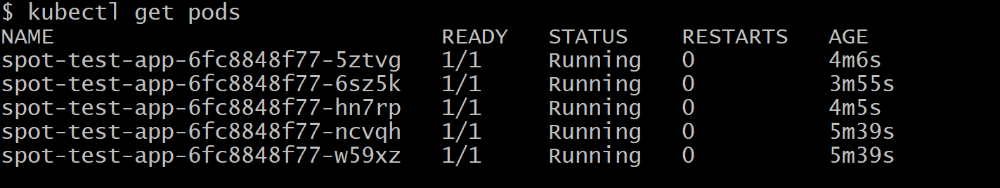 $ kubectl get pods
NAME READY STATUS RESTARTS AGE
spot-test-app-6fc8848f77-5ztvg 1/1 Running 0 4m6s
spot-test-app-6fc8848f77-6sz5k 1/1 Running 0 3m55s
spot-test-app-6fc8848f77-hn7rp 1/1 Running 0 4m5s
spot-test-app-6fc8848f77-ncvqh 1/1 Running 0 5m39s
spot-test-app-6fc8848f77-w59xz 1/1 Running 0 5m39s